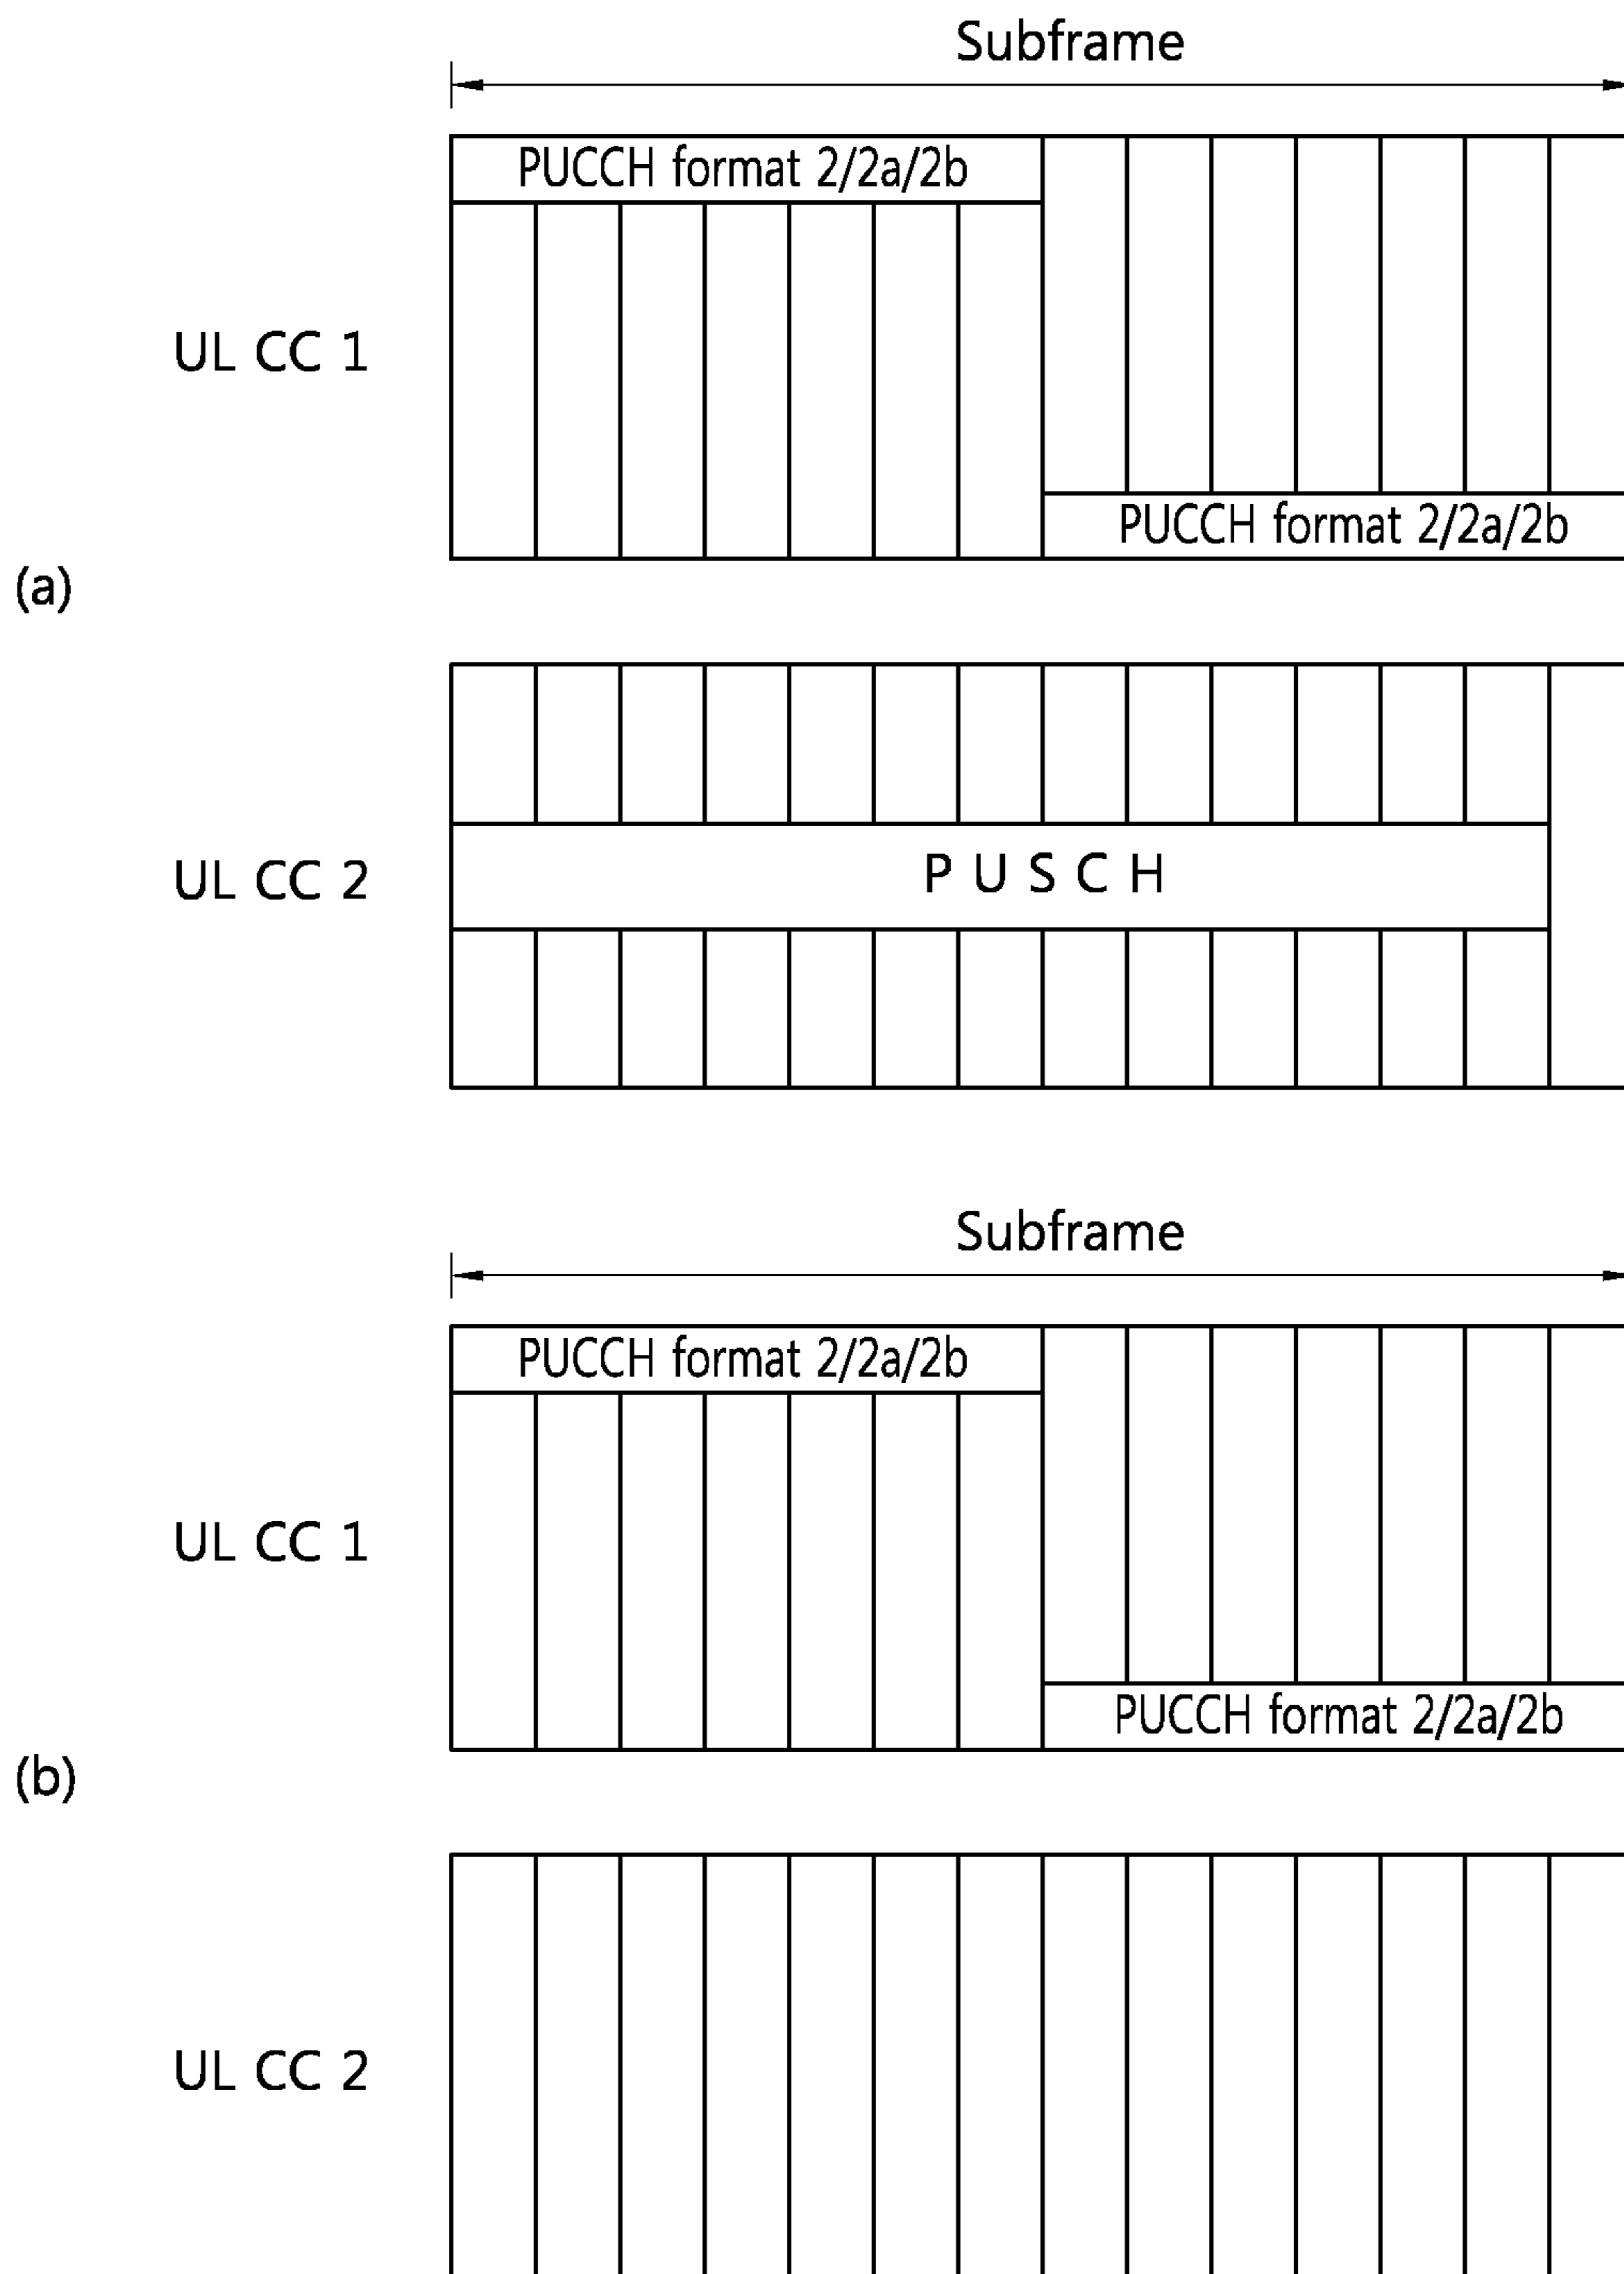 Subframe
PUCCH format 2/2a/2b
UL CC 1
PUCCH format 2/2a/2b
(a)
UL CC 2
P U S C H
Subframe
PUCCH format 2/2a/2b
UL CC 1
PUCCH format 2/2a/2b
(b)
UL CC 2